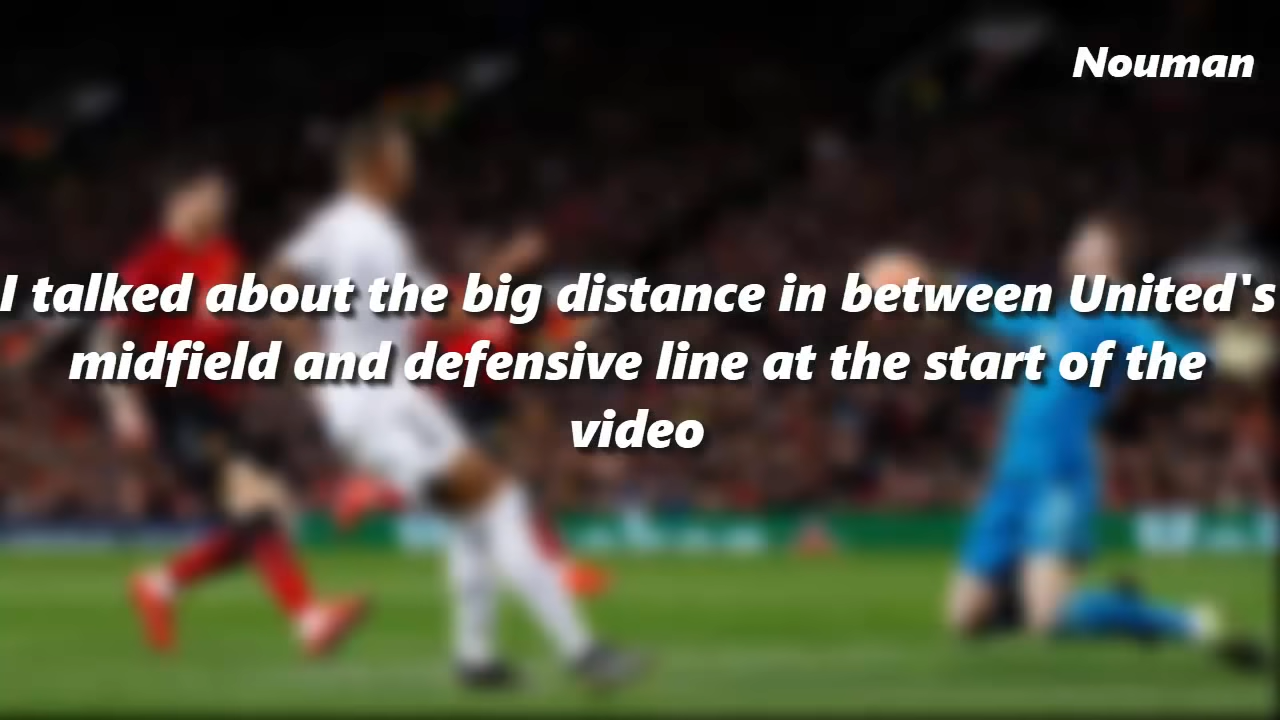 Nouman
I talked about the big distance in between United's
midfield and defensive line at the start of the
video